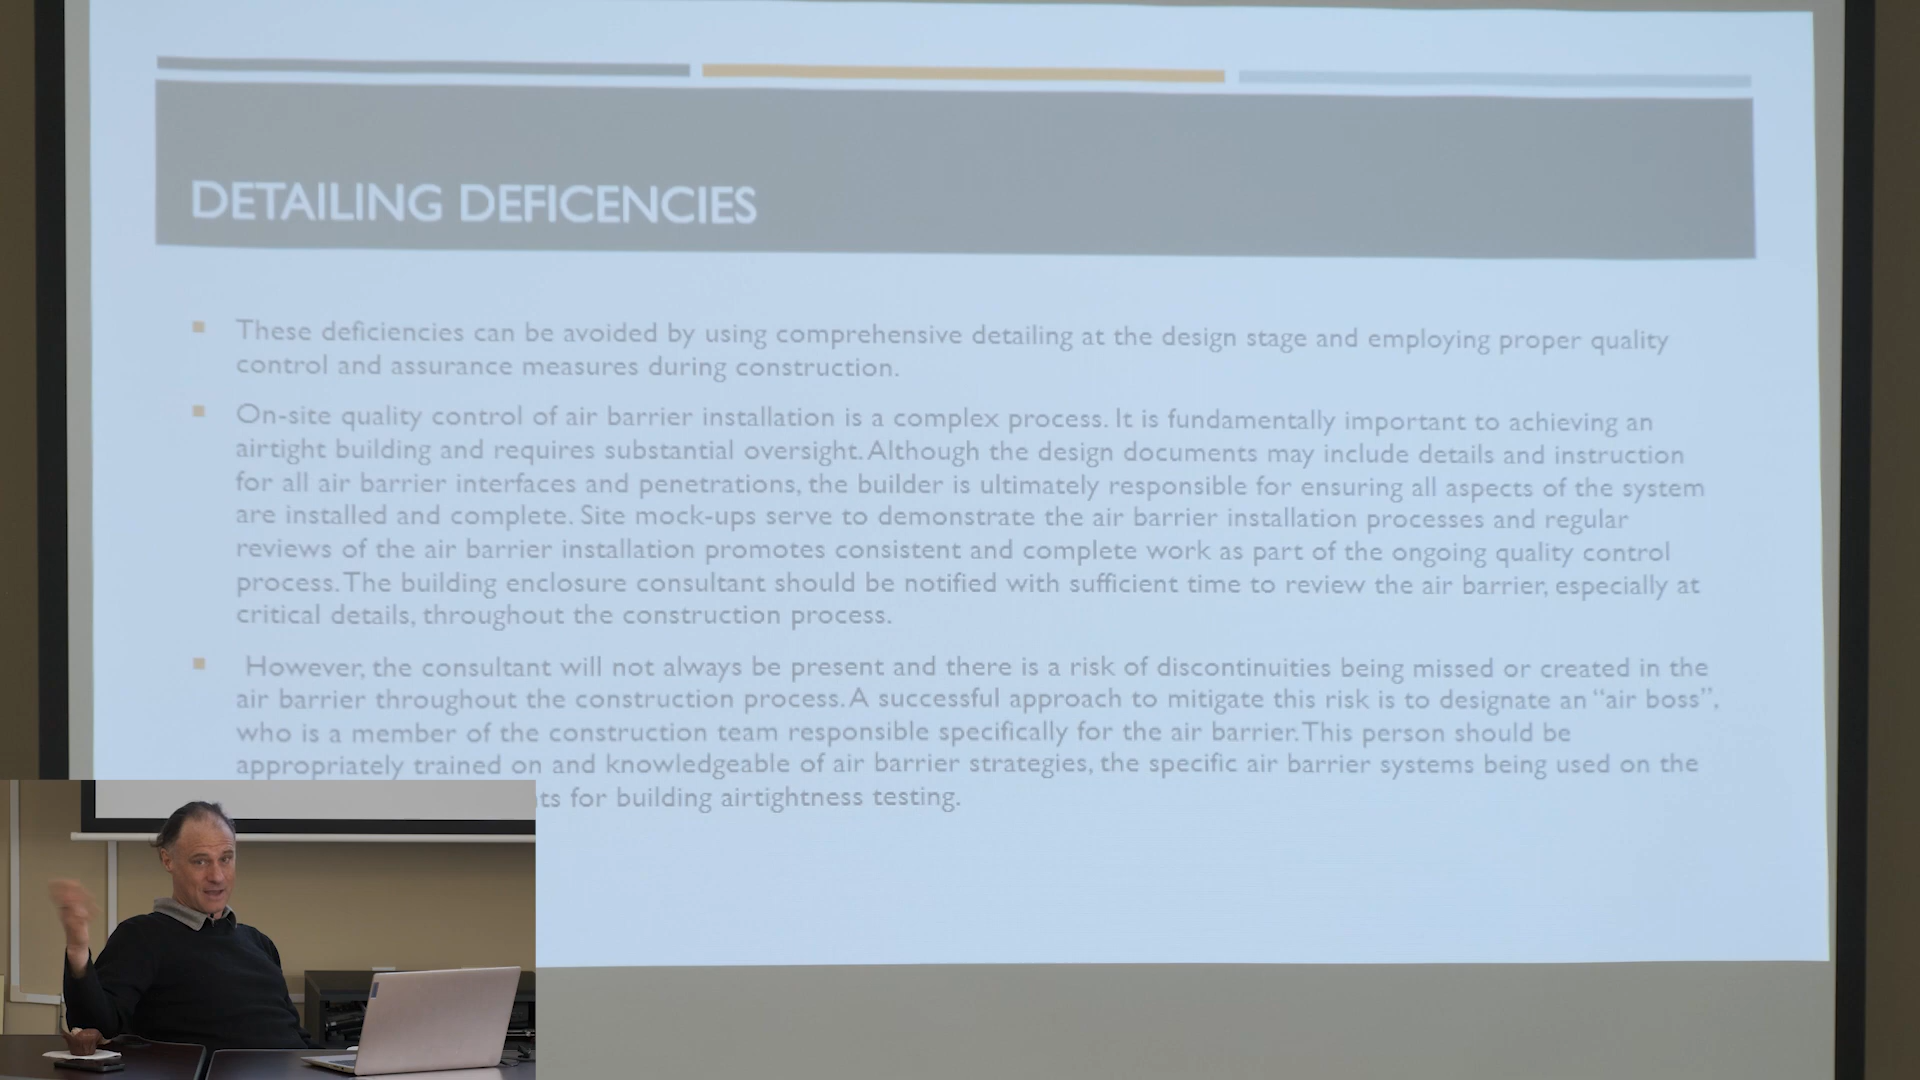 DETAILING DEFICENCIES
These deficiencies can be avoided by using comprehensive detailing at the design stage and employing proper quality
control and assurance measures during construction.
On-site quality control of air barrier installation is a complex process. It is fundamentally important to achieving an
airtight building and requires substantial oversight. Although the design documents may include details and instruction
for all air barrier interfaces and penetrations, the builder is ultimately responsible for ensuring all aspects of the system
are installed and complete. Site mock-ups serve to demonstrate the air barrier installation processes and regular
reviews of the air barrier installation promotes consistent and complete work as part of the ongoing quality control
process. The building enclosure consultant should be notified with sufficient time to review the air barrier, especially at
critical details, throughout the construction process.
However, the consultant will not always be present and there is a risk of discontinuities being missed or created in the
air barrier throughout the construction process. A successful approach to mitigate this risk is to designate an “air boss”,
who is a member of the construction team responsible specifically for the air barrier. This person should be
appropriately trained on and knowledgeable of air barrier strategies, the specific air barrier systems being used on the
for building airtightness testing.